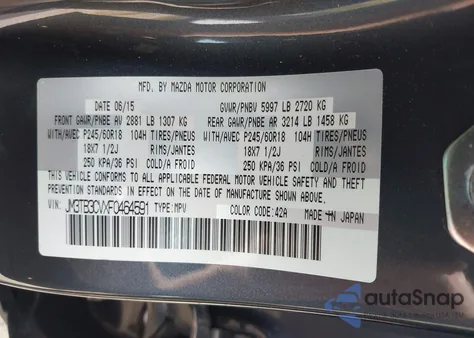 MFD. BY MAZDA MOTOR CORPORATION
DATE 06/15 GVWR/PNBV 5997 LB 2720 KG
FRONT GAWR/PNBE AV 2881 LB 1307 KG REAR GAWR/PNBE AR 3214 LB 1458 KG
WITH/AVEC P245/60R18 104H TIRES/PNEUS WITH/AVEC P245/60R18 104H TIRES/PNEUS
18X7 1/2J RIMS/JANTES 18X7 1/2J RIMS/JANTES
250 KPA/36 PSI COLD/A FROID 250 KPA/36 PSI COLD/A FROID
THIS VEHICLE CONFORMS TO ALL APPLICABLE FEDERAL MOTOR VEHICLE SAFETY AND THEFT
PREVENTION STANDARDS IN EFFECT ON THE DATE OF MANUFACTURE SHOWN ABOVE.
VIN: JM3TB3CVXF0464691 TYPE: MPV COLOR CODE: 42A MADE IN JAPAN
autoSnap